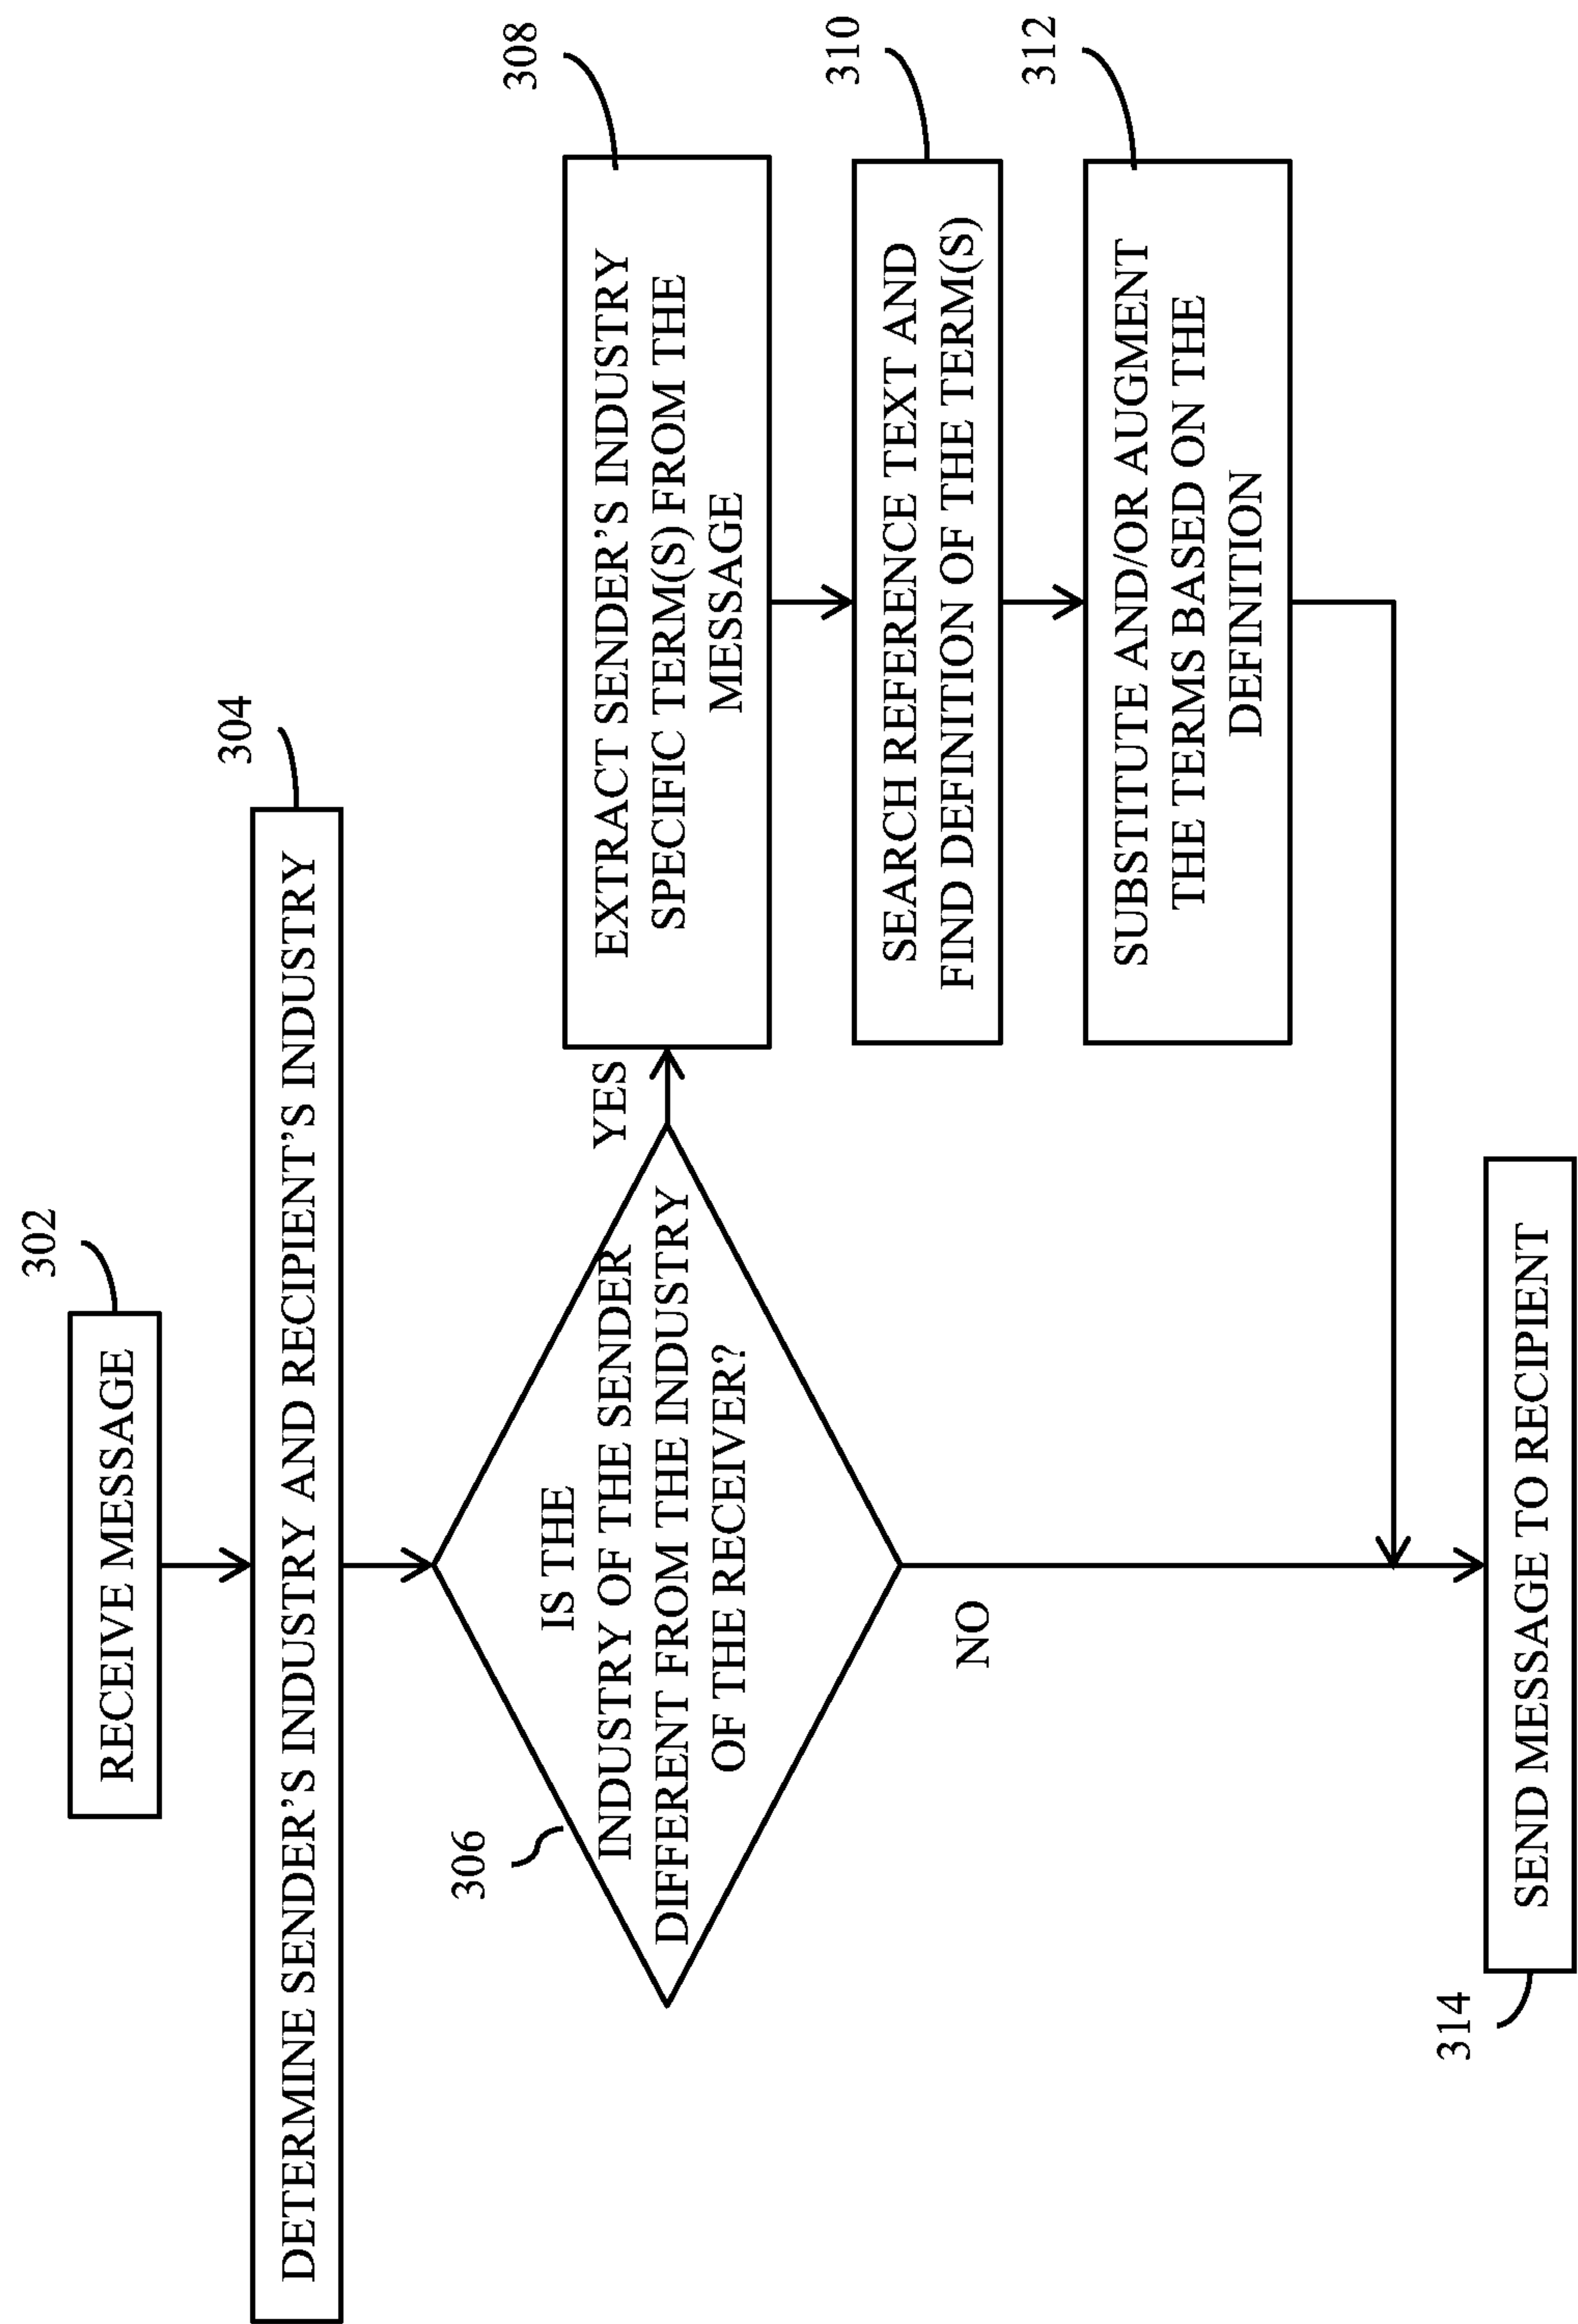 302
RECEIVE MESSAGE
304
DETERMINE SENDER'S INDUSTRY AND RECIPIENT'S INDUSTRY
306
IS THE
INDUSTRY OF THE SENDER
DIFFERENT FROM THE INDUSTRY
OF THE RECEIVER?
YES
NO
308
EXTRACT SENDER'S INDUSTRY
SPECIFIC TERM(S) FROM THE
MESSAGE
310
SEARCH REFERENCE TEXT AND
FIND DEFINITION OF THE TERM(S)
312
SUBSTITUTE AND/OR AUGMENT
THE TERMS BASED ON THE
DEFINITION
314
SEND MESSAGE TO RECIPIENT